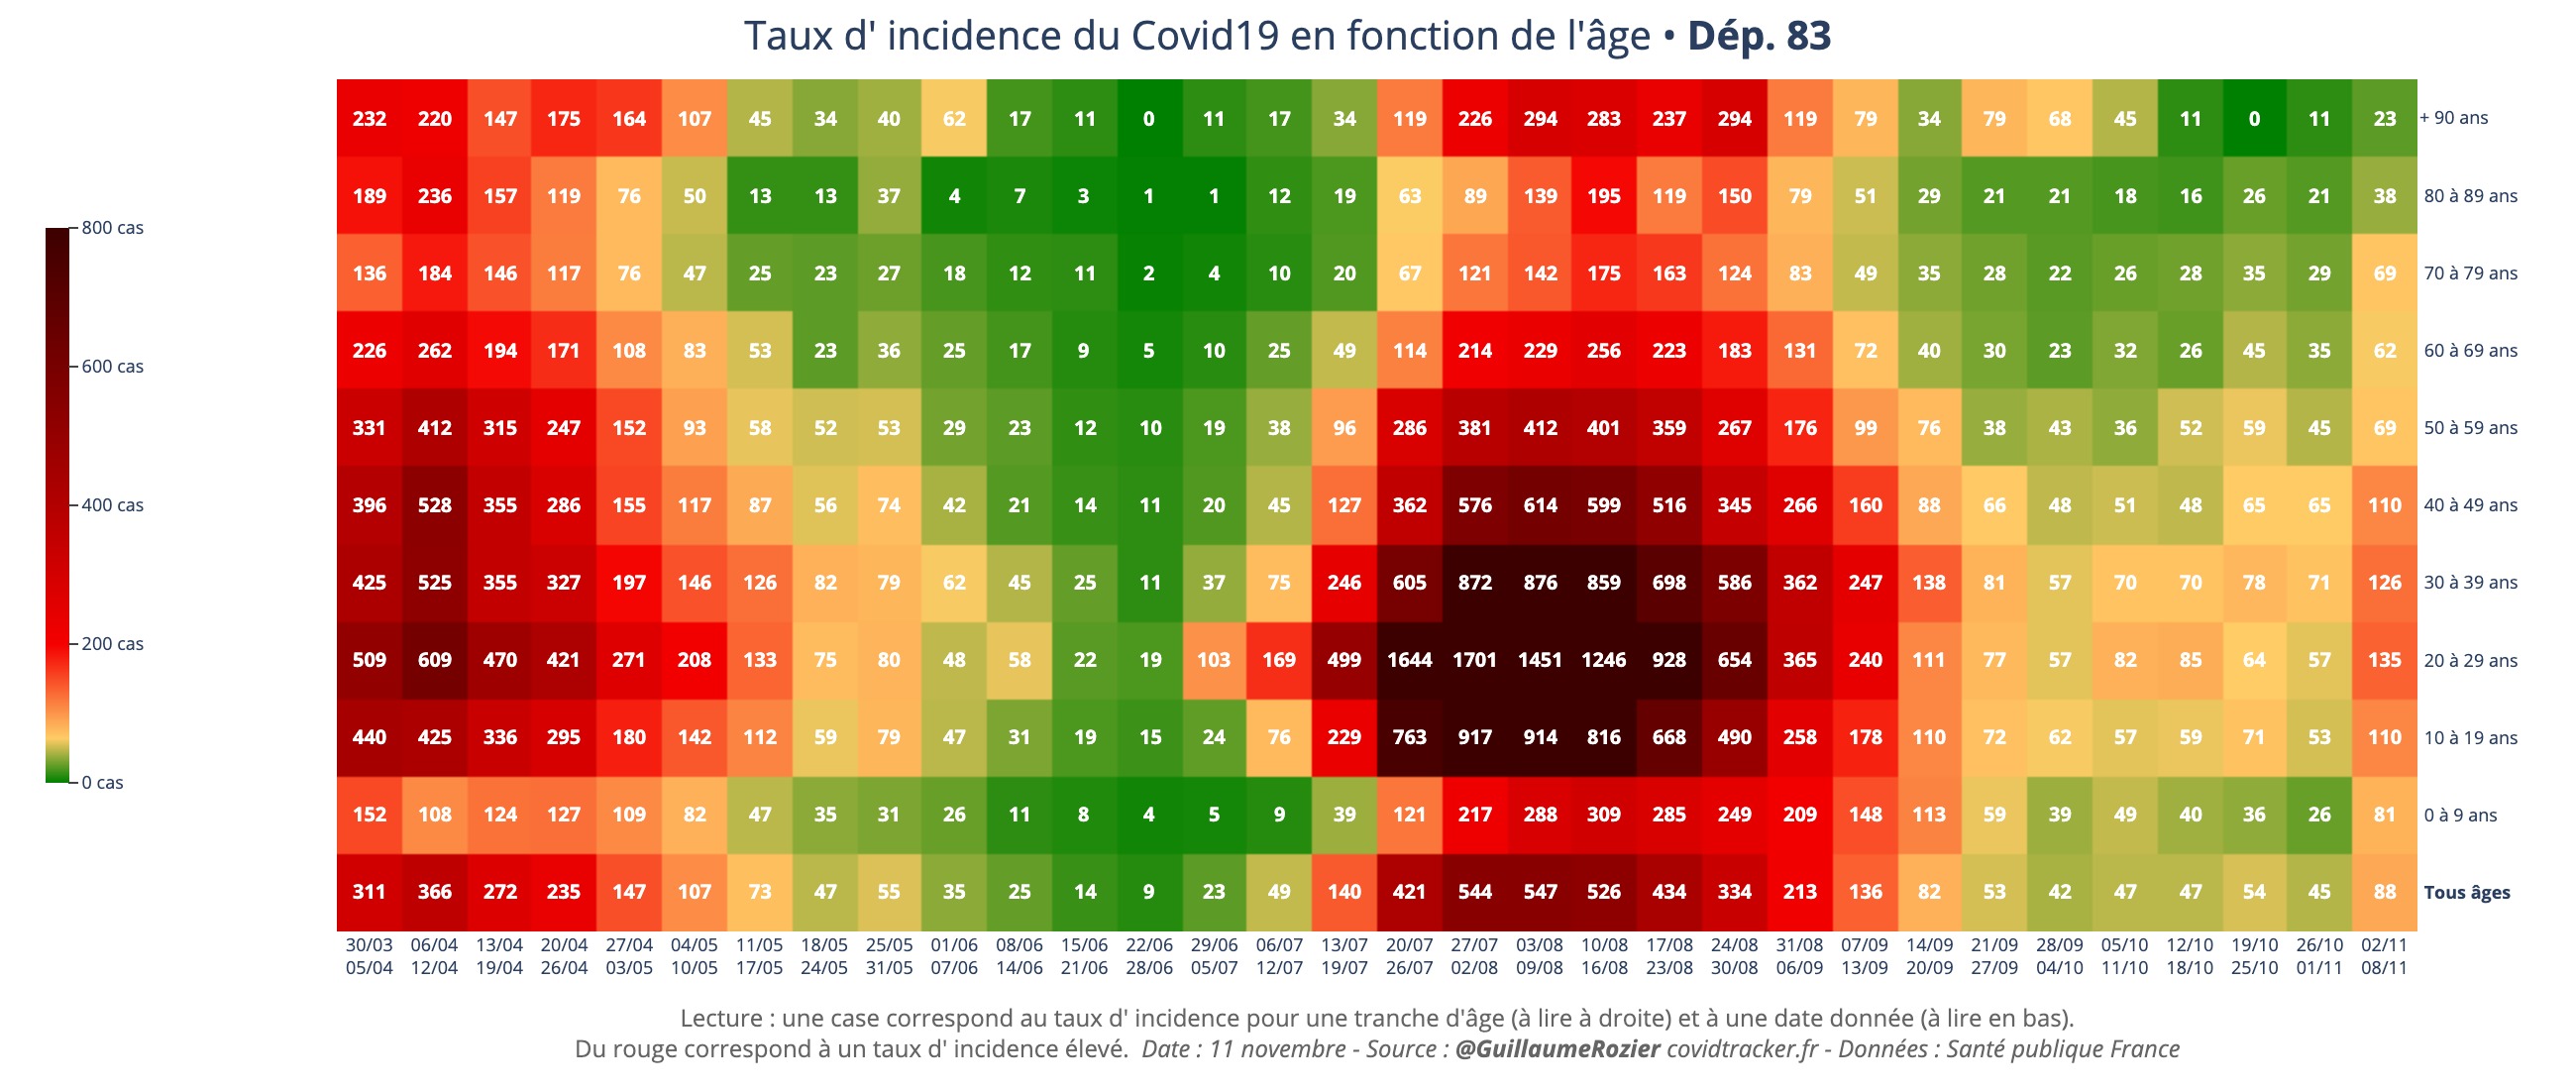 Taux d' incidence du Covid19 en fonction de l'âge • Dép. 83
232 220 147 175 164 107 45 34 40 62 17 11 0 11 17 34 119 226 294 283 237 294 119 79 34 79 68 45 11 0 11 23 + 90 ans
189 236 157 119 76 50 13 13 37 4 7 3 1 1 12 19 63 89 139 195 119 150 79 51 29 21 21 18 16 26 21 38 80 à 89 ans
136 184 146 117 76 47 25 23 27 18 12 11 2 4 10 20 67 121 142 175 163 124 83 49 35 28 22 26 28 35 29 69 70 à 79 ans
226 262 194 171 108 83 53 23 36 25 17 9 5 10 25 49 114 214 229 256 223 183 131 72 40 30 23 32 26 45 35 62 60 à 69 ans
331 412 315 247 152 93 58 52 53 29 23 12 10 19 38 96 286 381 412 401 359 267 176 99 76 38 43 36 52 59 45 69 50 à 59 ans
396 528 355 286 155 117 87 56 74 42 21 14 11 20 45 127 362 576 614 599 516 345 266 160 88 66 48 51 48 65 65 110 40 à 49 ans
425 525 355 327 197 146 126 82 79 62 45 25 11 37 75 246 605 872 876 859 698 586 362 247 138 81 57 70 70 78 71 126 30 à 39 ans
509 609 470 421 271 208 133 75 80 48 58 22 19 103 169 499 1644 1701 1451 1246 928 654 365 240 111 77 57 82 85 64 57 135 20 à 29 ans
440 425 336 295 180 142 112 59 79 47 31 19 15 24 76 229 763 917 914 816 668 490 258 178 110 72 62 57 59 71 53 110 10 à 19 ans
152 108 124 127 109 82 47 35 31 26 11 8 4 5 9 39 121 217 288 309 285 249 209 148 113 59 39 49 40 36 26 81 0 à 9 ans
311 366 272 235 147 107 73 47 55 35 25 14 9 23 49 140 421 544 547 526 434 334 213 136 82 53 42 47 47 54 45 88 Tous âges
30/03 06/04 13/04 20/04 27/04 04/05 11/05 18/05 25/05 01/06 08/06 15/06 22/06 29/06 06/07 13/07 20/07 27/07 03/08 10/08 17/08 24/08 31/08 07/09 14/09 21/09 28/09 05/10 12/10 19/10 26/10 02/11
05/04 12/04 19/04 26/04 03/05 10/05 17/05 24/05 31/05 07/06 14/06 21/06 28/06 05/07 12/07 19/07 26/07 02/08 09/08 16/08 23/08 30/08 06/09 13/09 20/09 27/09 04/10 11/10 18/10 25/10 01/11 08/11
800 cas
600 cas
400 cas
200 cas
0 cas
Lecture : une case correspond au taux d' incidence pour une tranche d'âge (à lire à droite) et à une date donnée (à lire en bas).
Du rouge correspond à un taux d' incidence élevé. Date : 11 novembre - Source : @GuillaumeRozier covidtracker.fr - Données : Santé publique France